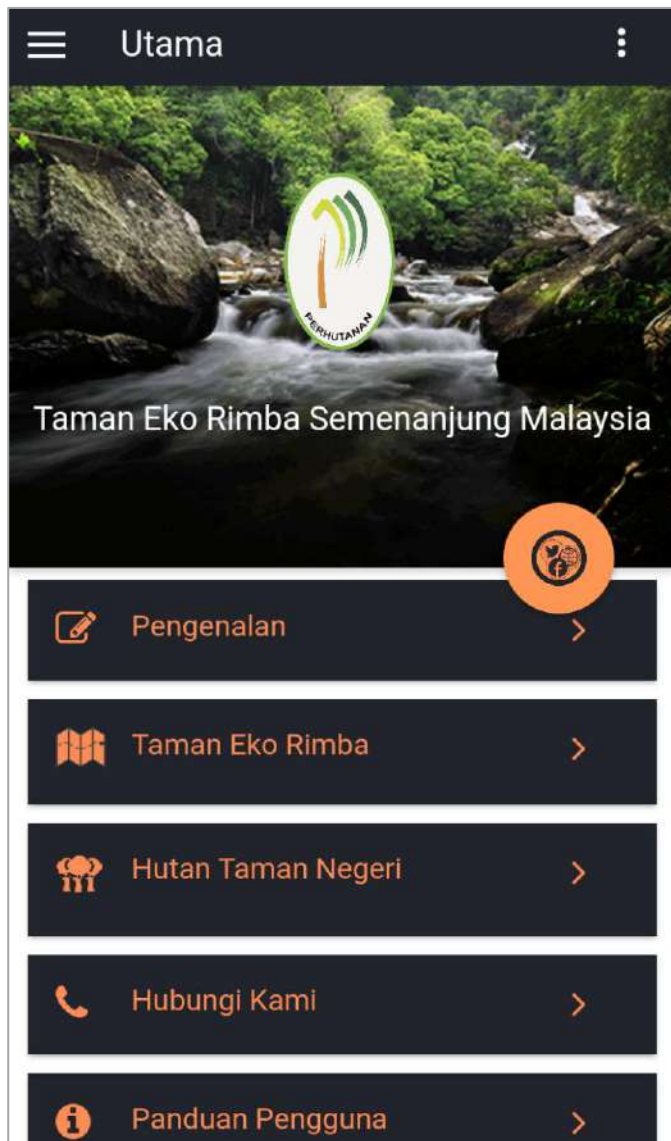 Utama
PERHUTANAN
Taman Eko Rimba Semenanjung Malaysia
Pengenalan
Taman Eko Rimba
Hutan Taman Negeri
Hubungi Kami
Panduan Pengguna